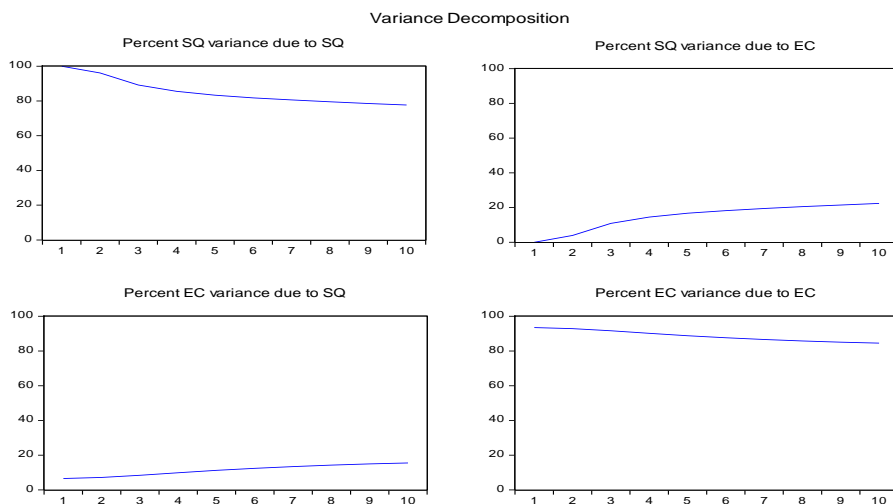 Variance Decomposition
Percent SQ variance due to SQ
100
80
60
40
20
0
1 2 3 4 5 6 7 8 9 10
Percent SQ variance due to EC
100
80
60
40
20
0
1 2 3 4 5 6 7 8 9 10
Percent EC variance due to SQ
100
80
60
40
20
0
1 2 3 4 5 6 7 8 9 10
Percent EC variance due to EC
100
80
60
40
20
0
1 2 3 4 5 6 7 8 9 10